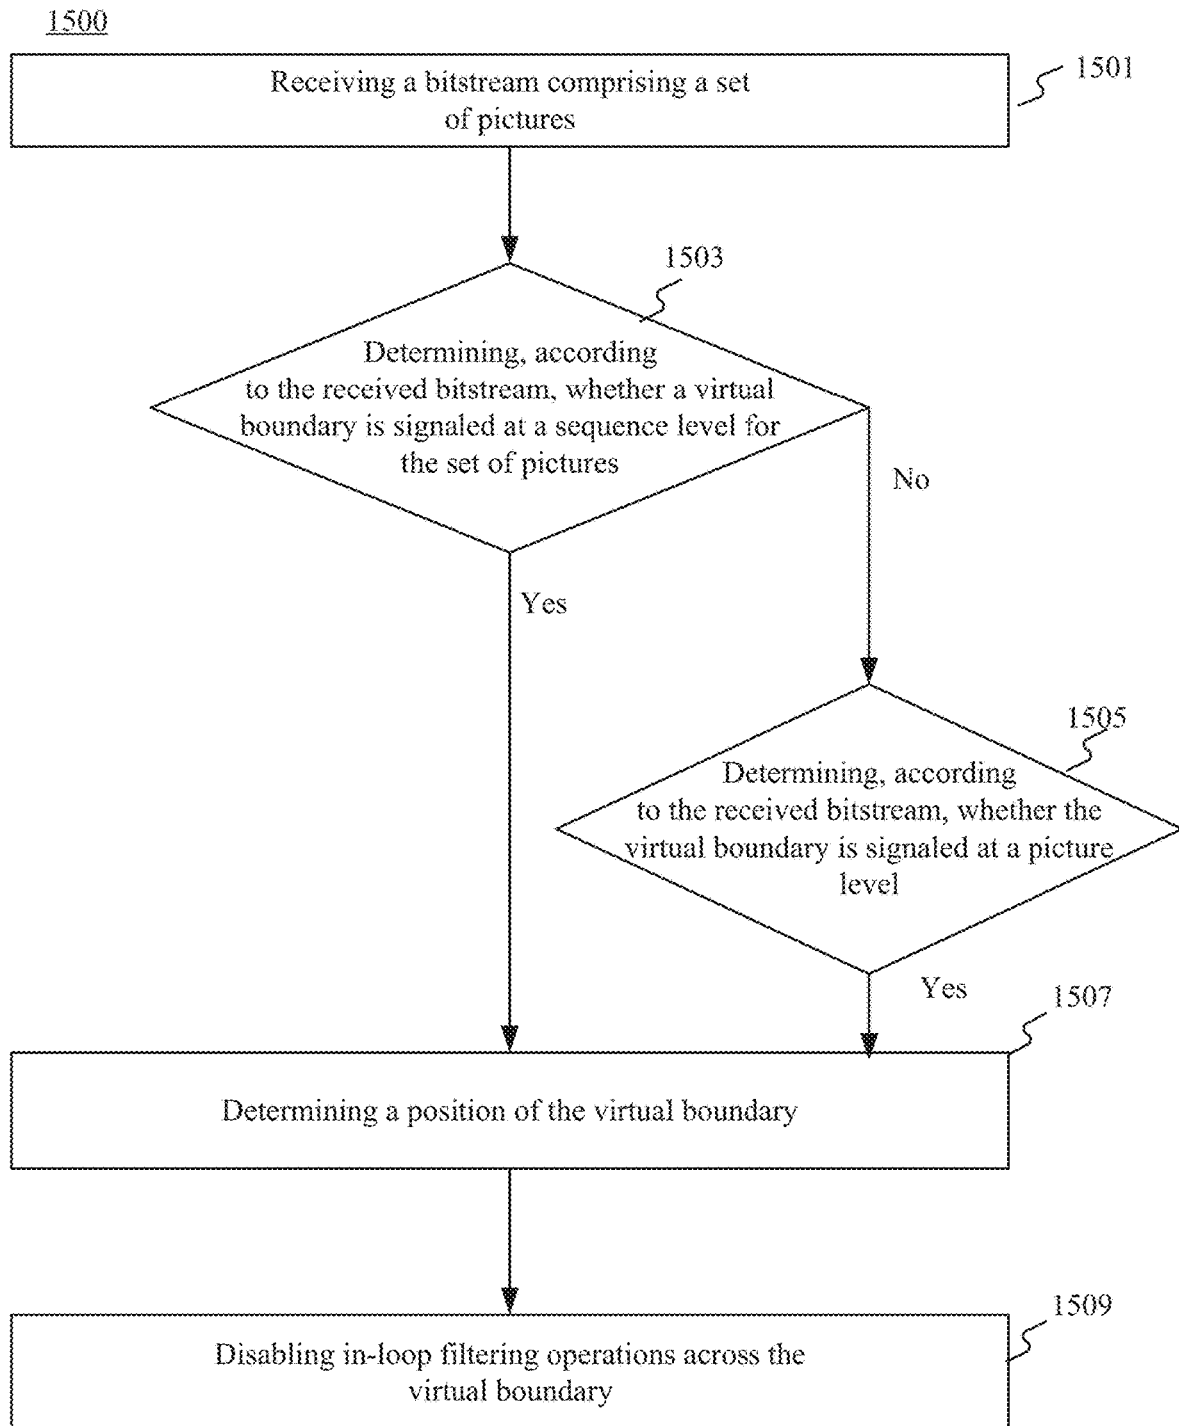 1500
Receiving a bitstream comprising a set
of pictures
1501
1503
Determining, according
to the received bitstream, whether a virtual
boundary is signaled at a sequence level for
the set of pictures
No
Yes
1505
Determining, according
to the received bitstream, whether the
virtual boundary is signaled at a picture
level
Yes
1507
Determining a position of the virtual boundary
1509
Disabling in-loop filtering operations across the
virtual boundary